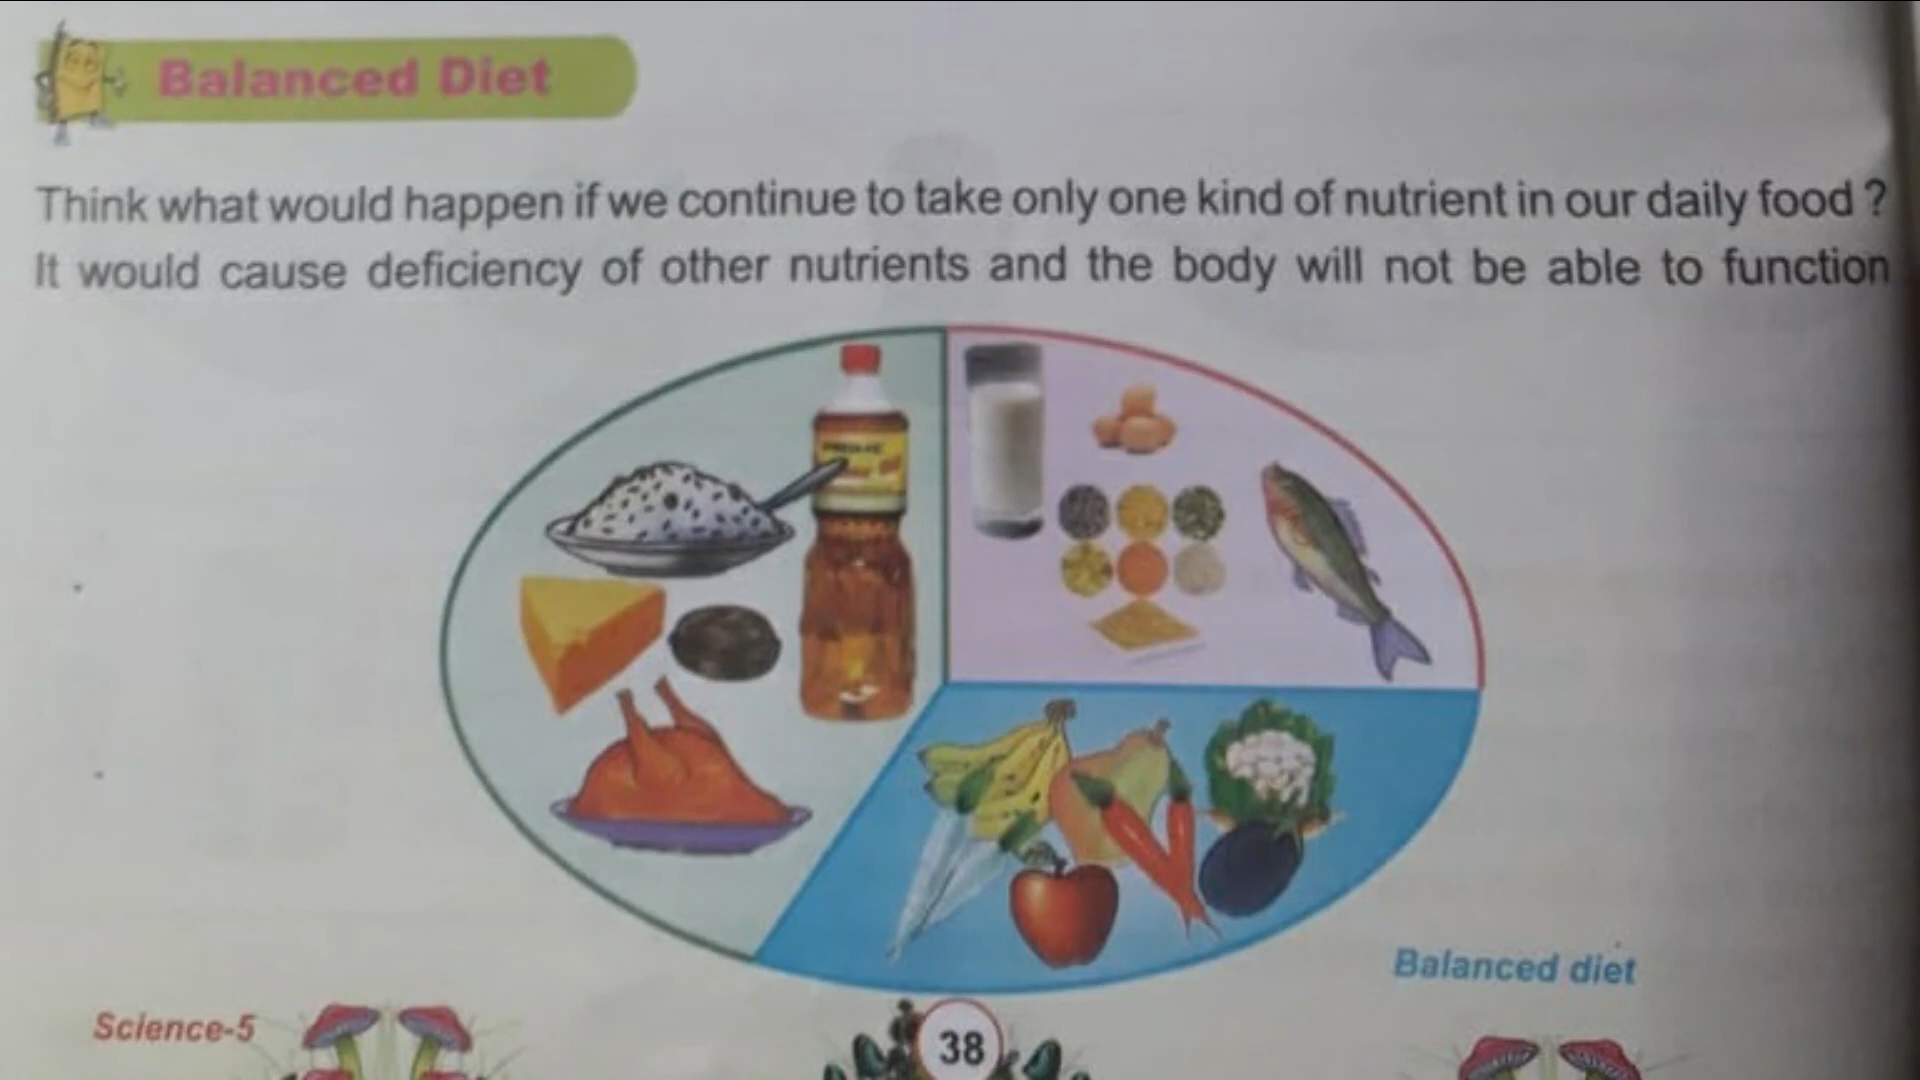 Balanced Diet
Think what would happen if we continue to take only one kind of nutrient in our daily food ?
It would cause deficiency of other nutrients and the body will not be able to function
Balanced diet
Science-5
38